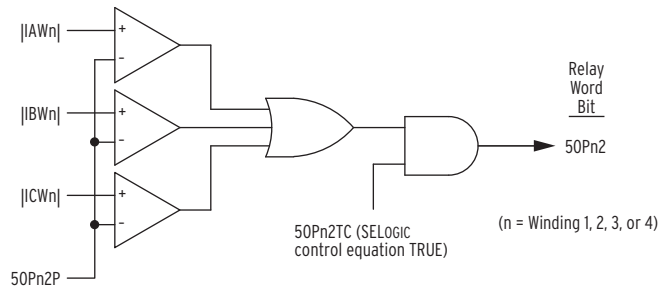 |IAWn|
+
–
|IBWn|
+
–
|ICWn|
+
–
50Pn2P
50Pn2TC (SELOGIC
control equation TRUE)
Relay
Word
Bit
50Pn2
(n = Winding 1, 2, 3, or 4)